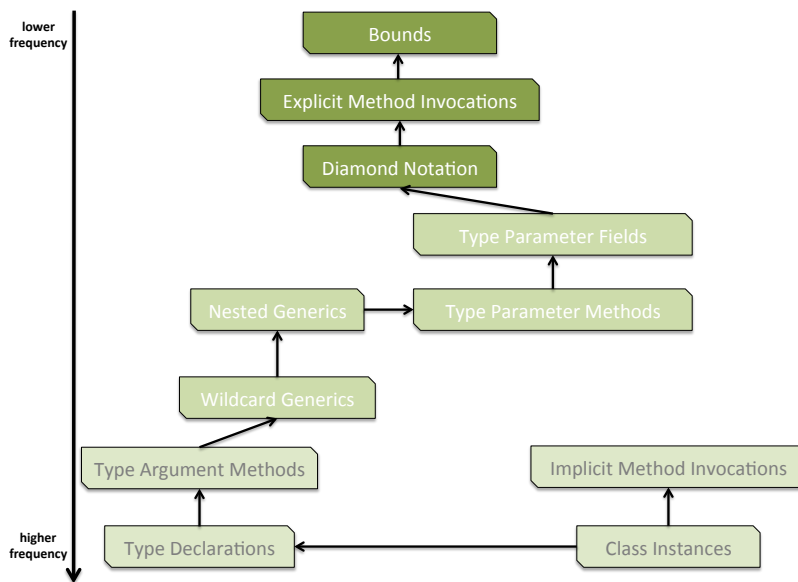 lower
frequency
Bounds
Explicit Method Invocations
Diamond Notation
Type Parameter Fields
Nested Generics
Type Parameter Methods
Wildcard Generics
Type Argument Methods
Implicit Method Invocations
higher
frequency
Type Declarations
Class Instances